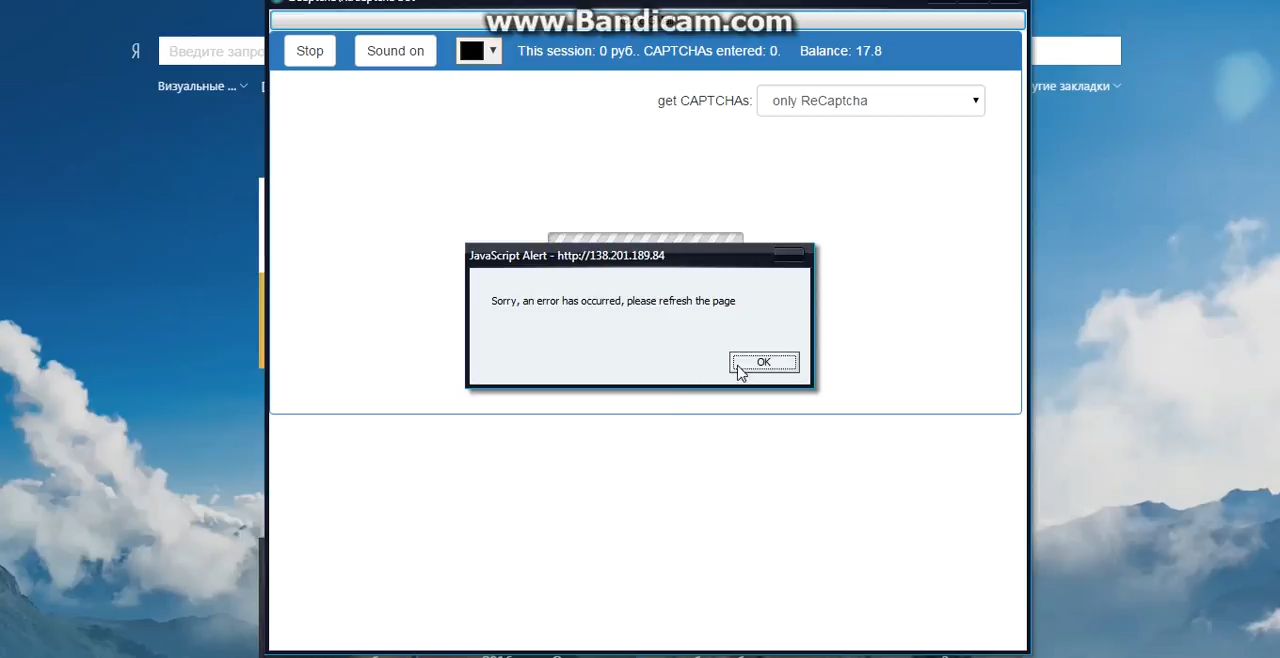 www.Bandicam.com
Я
Введите запро
Stop
Sound on
This session: 0 руб.. CAPTCHAs entered: 0.
Balance: 17.8
Визуальные ...
угие закладки
get CAPTCHAs:
only ReCaptcha
JavaScript Alert - http://138.201.189.84
Sorry, an error has occurred, please refresh the page
OK